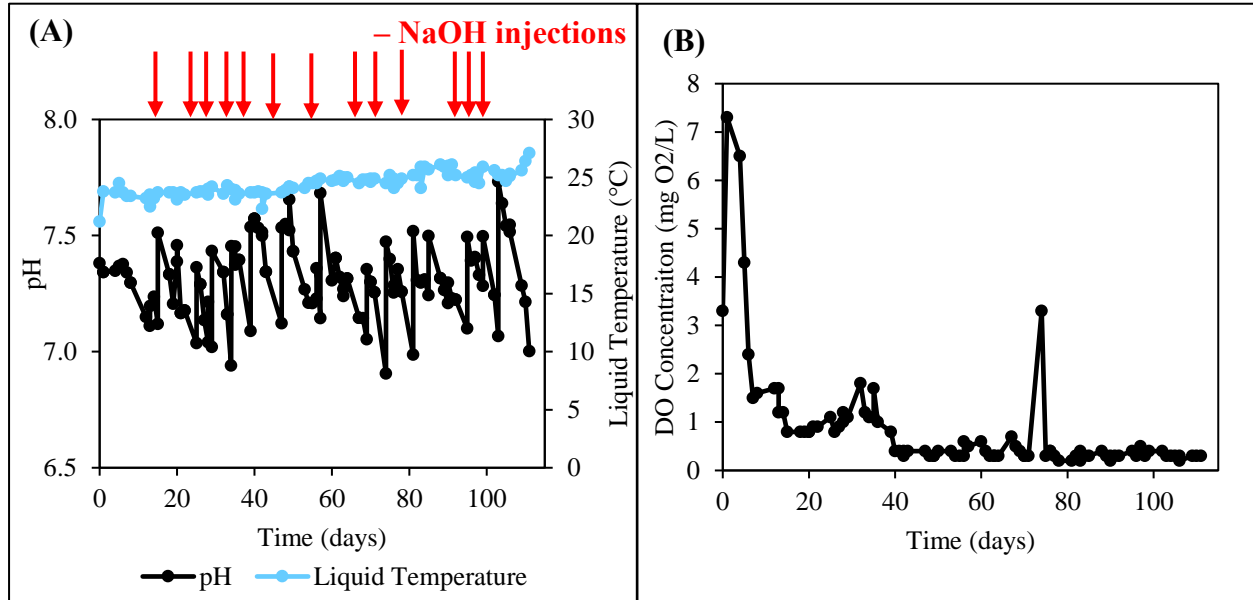 (A)
– NaOH injections
8.0
7.5
7.0
6.5
pH
30
25
20
15
10
5
0
Liquid Temperature (°C)
0 20 40 60 80 100
Time (days)
pH Liquid Temperature
(B)
8
7
6
5
4
3
2
1
0
DO Concentraiton (mg O2/L)
0 20 40 60 80 100
Time (days)